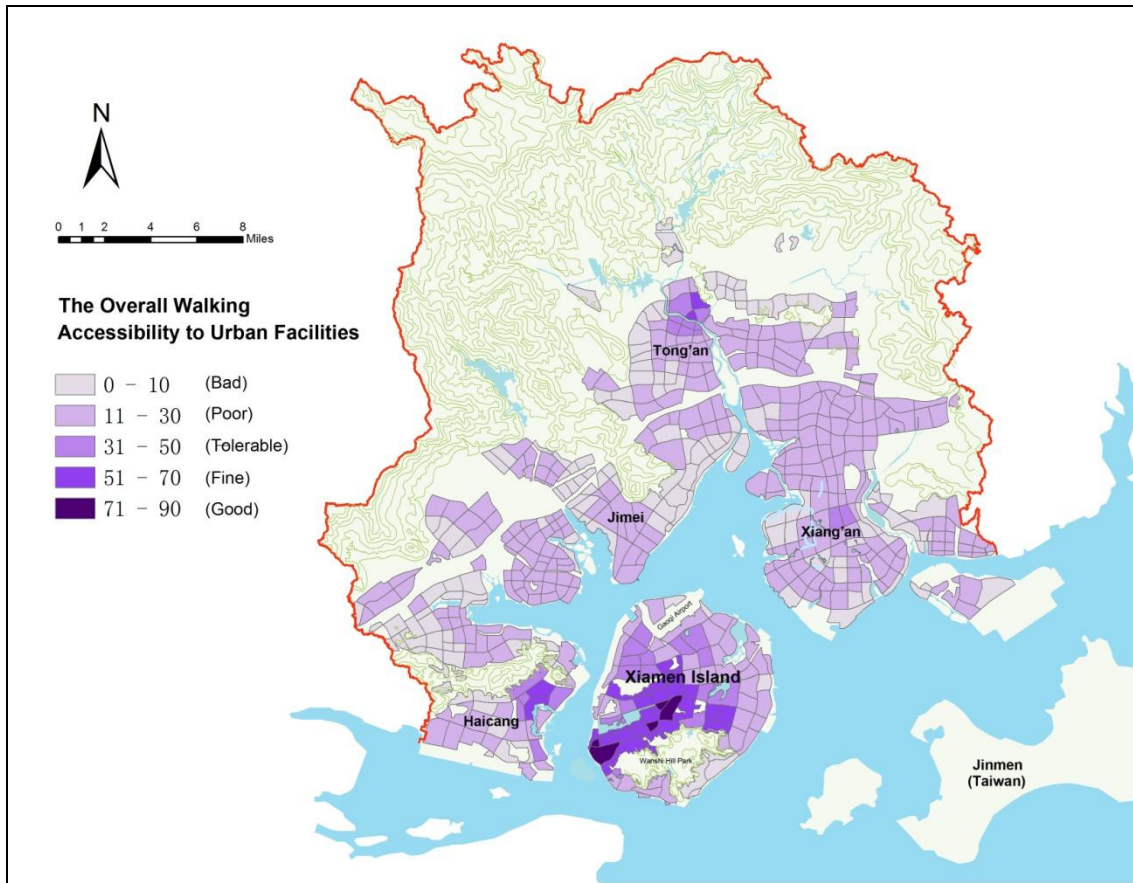 N
0 1 2 4 6 8
Miles
The Overall Walking
Accessibility to Urban Facilities
0 - 10 (Bad)
11 - 30 (Poor)
31 - 50 (Tolerable)
51 - 70 (Fine)
71 - 90 (Good)
Tong'an
Jimei
Xiang'an
Gaoqi Airport
Xiamen Island
Haicang
Wanshi Hill Park
Jinmen
(Taiwan)